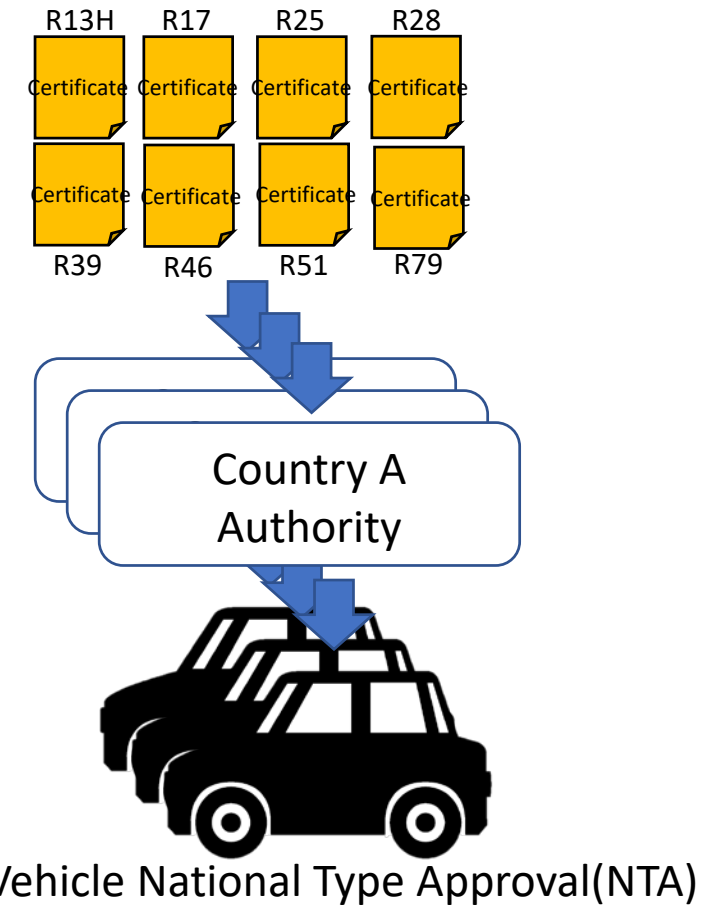 R13H R17 R25 R28
Certificate Certificate Certificate Certificate
Certificate Certificate Certificate Certificate
R39 R46 R51 R79
Country A
Authority
Vehicle National Type Approval(NTA)